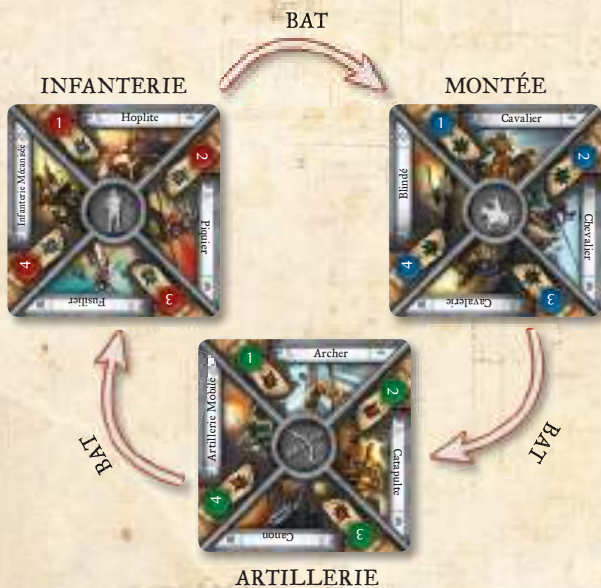 BAT
INFANTERIE
MONTÉE
1
Hoplite
2
Piquier
3
Fusilier
4
Infanterie Mécanisée
1
Cavalier
2
Chevalier
3
Cavalerie
4
Blindé
BAT
BAT
1
Archer
2
Catapulte
3
Canon
4
Artillerie Mobile
ARTILLERIE